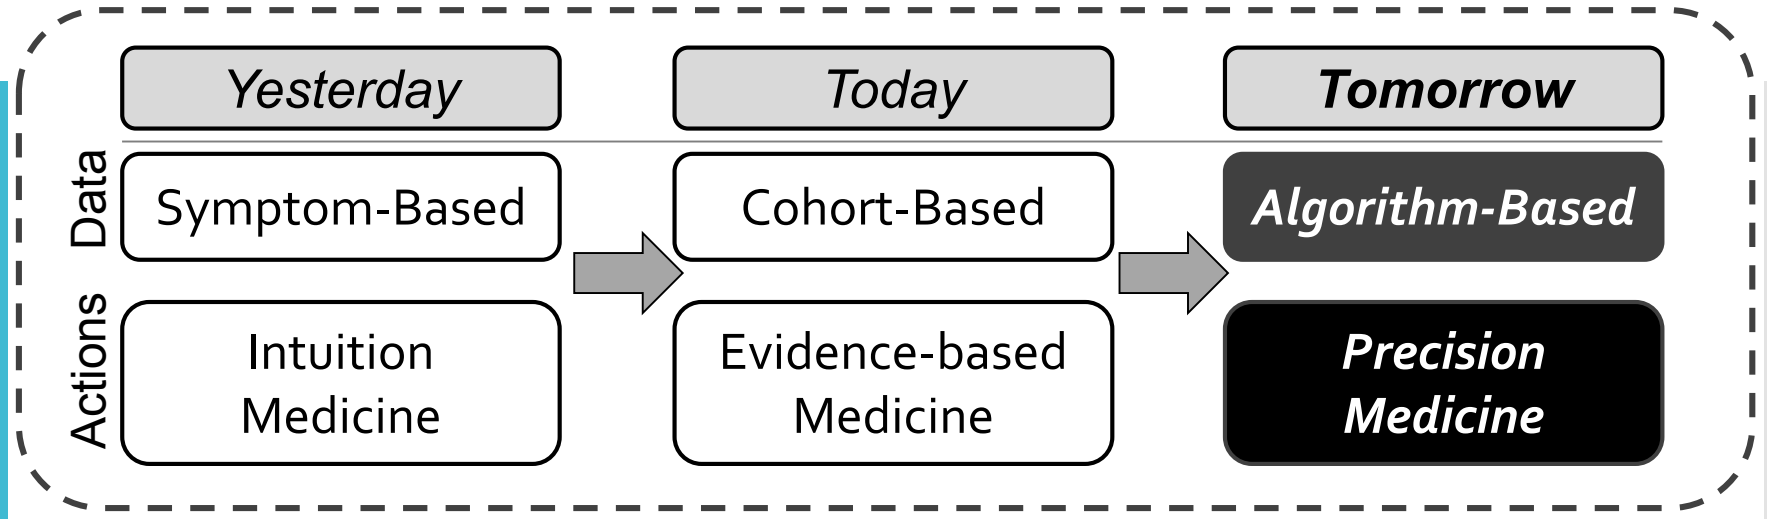 Yesterday
Today
Tomorrow
Data
Symptom-Based
Cohort-Based
Algorithm-Based
Actions
Intuition
Medicine
Evidence-based
Medicine
Precision
Medicine